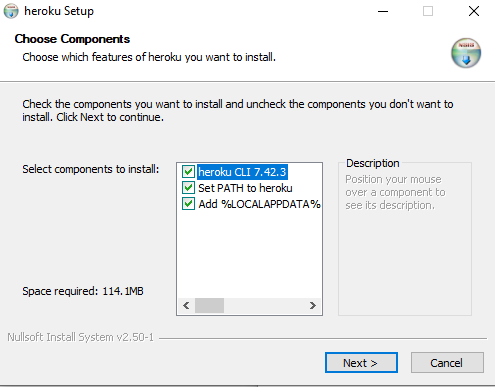 heroku Setup
Choose Components
Choose which features of heroku you want to install.
Check the components you want to install and uncheck the components you don't want to
install. Click Next to continue.
Select components to install:
heroku CLI 7.42.3
Set PATH to heroku
Add %LOCALAPPDATA%
Description
Position your mouse
over a component to
see its description.
Space required: 114.1MB
Nullsoft Install System v2.50-1
Next >
Cancel